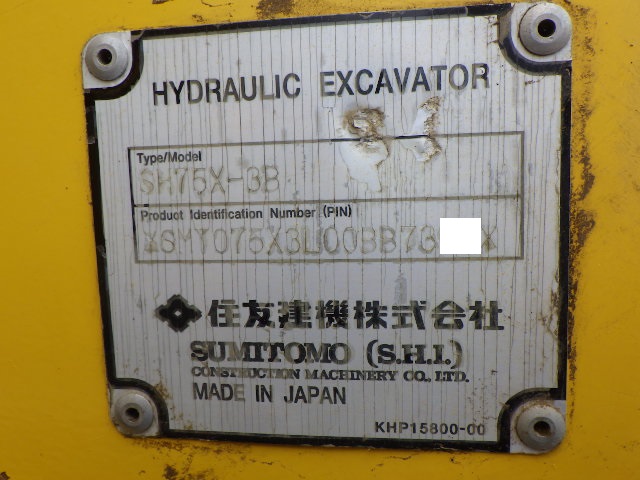 HYDRAULIC EXCAVATOR
Type/Model
SH75X-3B
Product Identification Number (PIN)
住友建機株式会社
SUMITOMO (S.H.I.)
CONSTRUCTION MACHINERY CO., LTD.
MADE IN JAPAN
KHP15800-00